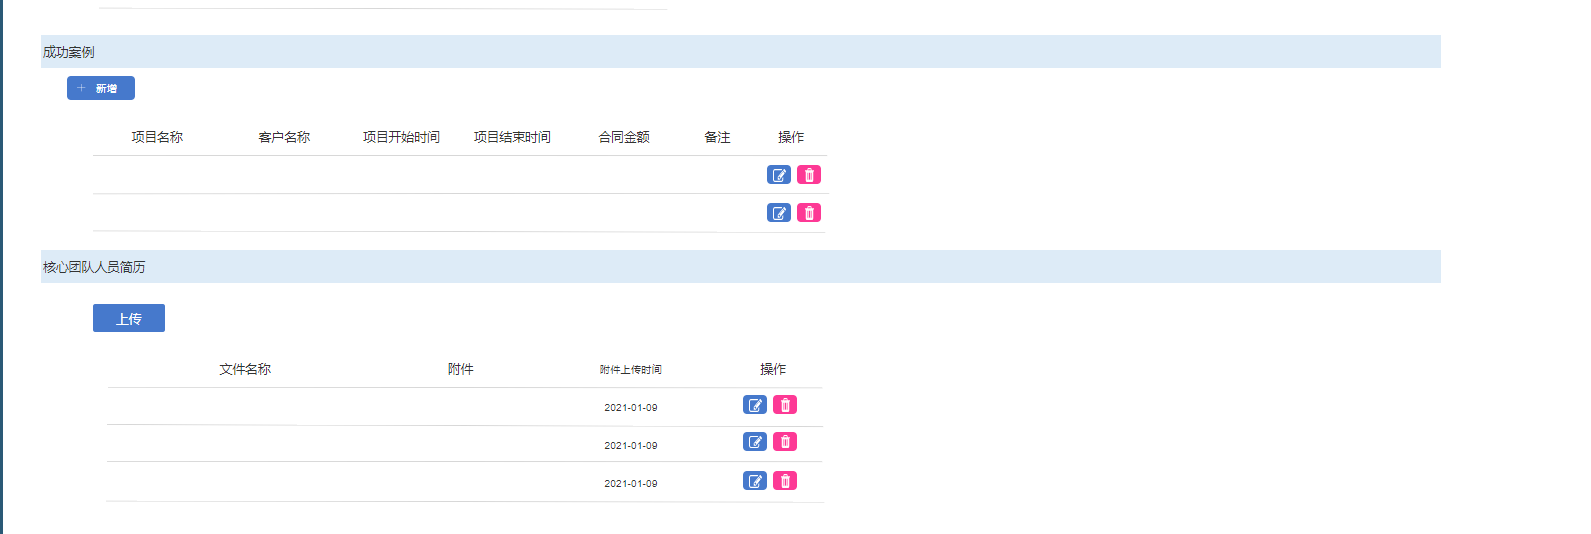 成功案例
+ 新增
项目名称 客户名称 项目开始时间 项目结束时间 合同金额 备注 操作
核心团队人员简历
上传
文件名称 附件 附件上传时间 操作
2021-01-09
2021-01-09
2021-01-09